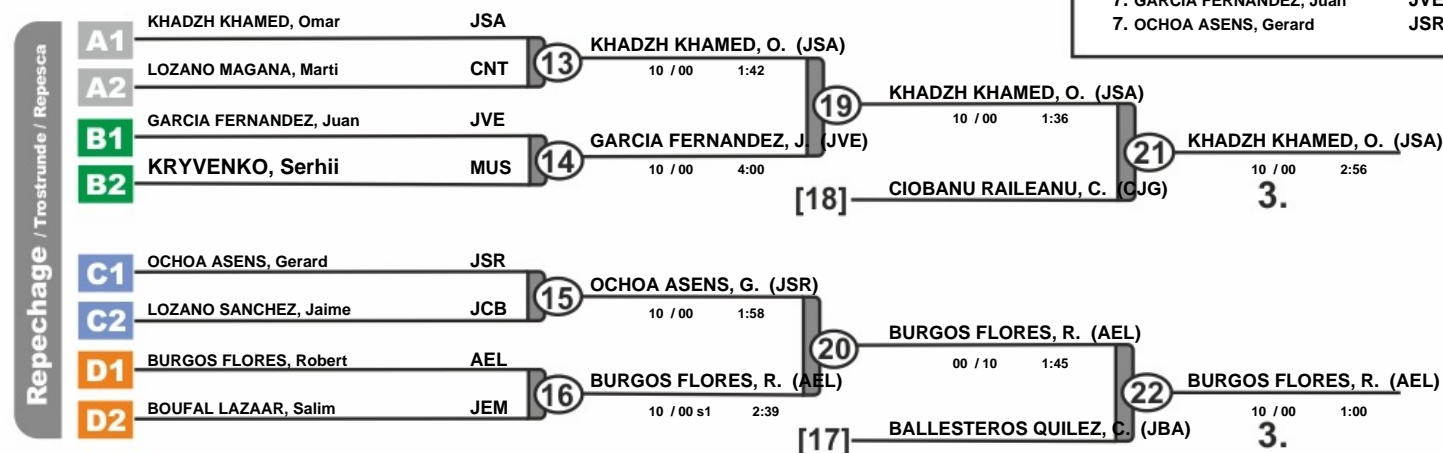 7. GARCIA FERNANDEZ, Juan JVE
7. OCHOA ASENS, Gerard JSR
Repechage / Trostrunde / Repesca
A1 KHADZH KHAMED, Omar JSA
A2 LOZANO MAGANA, Marti CNT
13 KHADZH KHAMED, O. (JSA)
10 / 00 1:42
B1 GARCIA FERNANDEZ, Juan JVE
B2 KRYVENKO, Serhii MUS
14 GARCIA FERNANDEZ, J. (JVE)
10 / 00 4:00
19 KHADZH KHAMED, O. (JSA)
10 / 00 1:36
[18] CIOBANU RAILEANU, C. (CJG)
21 KHADZH KHAMED, O. (JSA)
10 / 00 2:56
3.
C1 OCHOA ASENS, Gerard JSR
C2 LOZANO SANCHEZ, Jaime JCB
15 OCHOA ASENS, G. (JSR)
10 / 00 1:58
D1 BURGOS FLORES, Robert AEL
D2 BOUFAL LAZAAR, Salim JEM
16 BURGOS FLORES, R. (AEL)
10 / 00 s1 2:39
20 BURGOS FLORES, R. (AEL)
00 / 10 1:45
[17] BALLESTEROS QUILEZ, C. (JBA)
22 BURGOS FLORES, R. (AEL)
10 / 00 1:00
3.